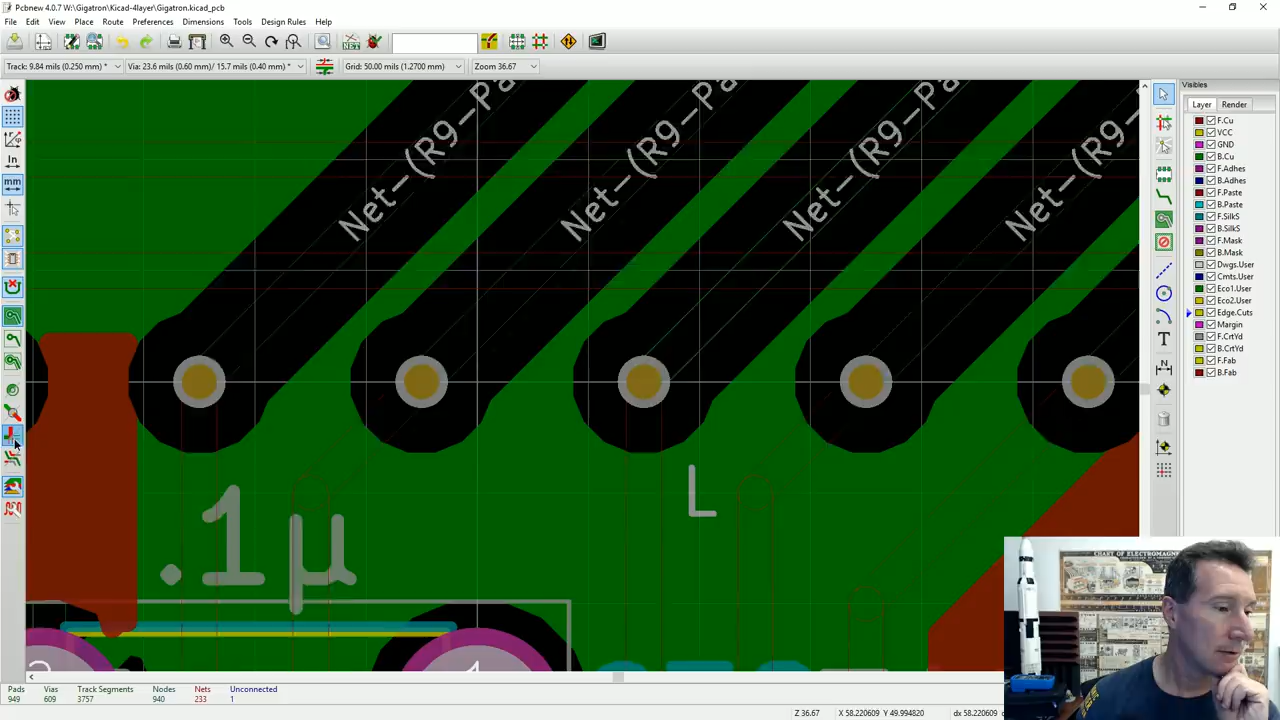 Pcbnew 4.0.7 W:\Gigatron\Kicad-4layer\Gigatron.kicad_pcb
File Edit View Place Route Preferences Dimensions Tools Design Rules Help
Track: 9.84 mils (0.250 mm) * Via: 23.6 mils (0.60 mm)/ 15.7 mils (0.40 mm) * Grid: 50.00 mils (1.2700 mm) Zoom 36.67
Visibles
Layer Render
F.Cu
VCC
GND
B.Cu
F.Adhes
B.Adhes
F.Paste
B.Paste
F.SilkS
B.SilkS
F.Mask
B.Mask
Dwgs.User
Cmts.User
Eco1.User
Eco2.User
Edge.Cuts
Margin
F.CrtYd
B.CrtYd
F.Fab
B.Fab
In
mm
NET
T
N
Net-(R9-Pa
Net-(R9-Pa
Net-(R9-Pa
Net-(R9-
.1µ
L
CHART OF ELECTROMAGNE
Pads Vias Track Segments Nodes Nets Unconnected
949 609 3757 940 233 1
Z 36.67 X 58.220609 Y 49.994820 dx 58.220609